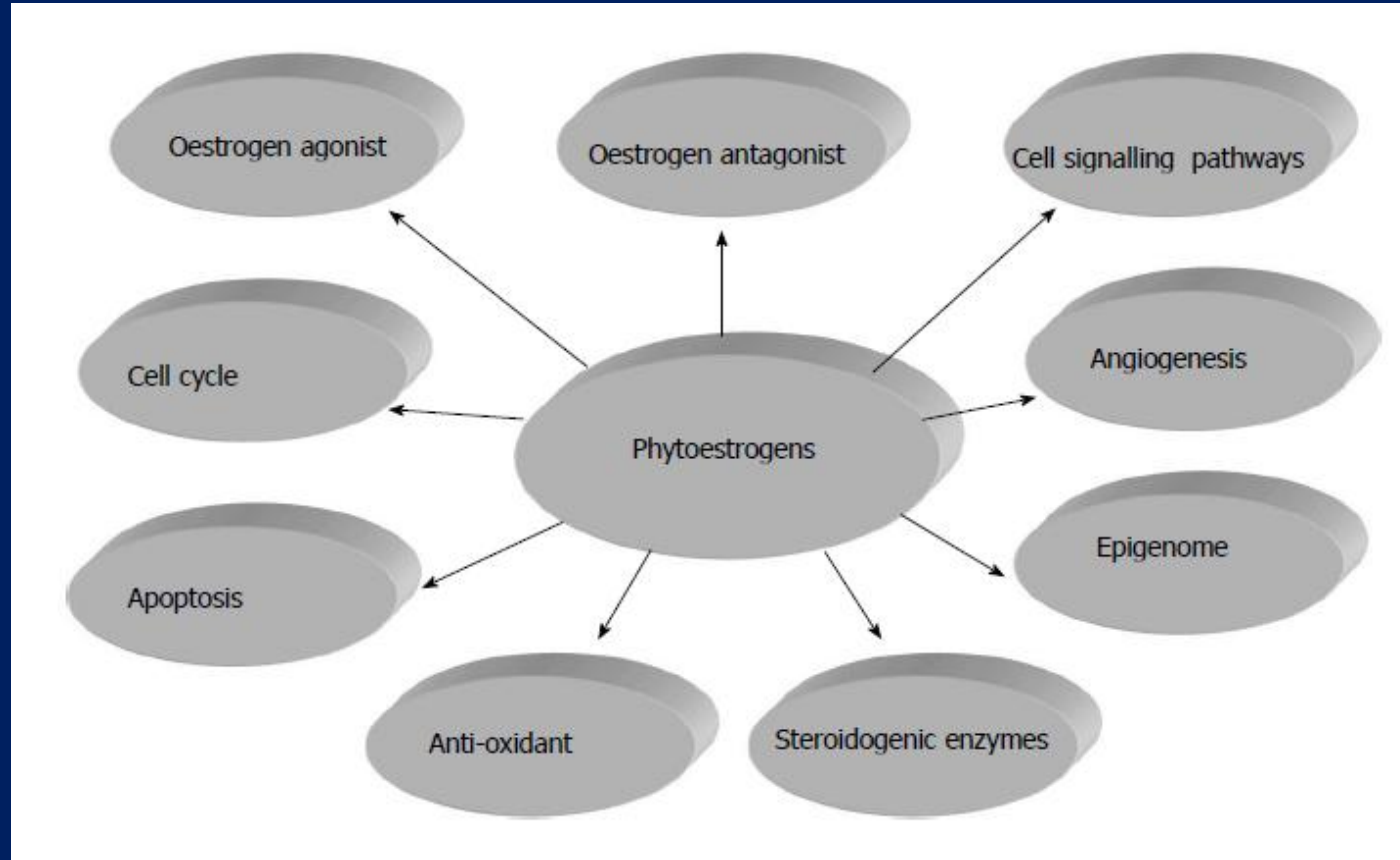 Oestrogen agonist
Oestrogen antagonist
Cell signalling pathways
Cell cycle
Angiogenesis
Phytoestrogens
Epigenome
Apoptosis
Anti-oxidant
Steroidogenic enzymes